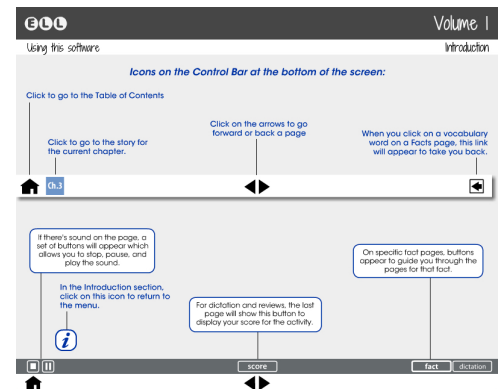 ELL
Volume 1
Using this software
Introduction
Icons on the Control Bar at the bottom of the screen:
Click to go to the Table of Contents
Click to go to the story for
the current chapter.
Click on the arrows to go
forward or back a page
When you click on a vocabulary
word on a Facts page, this link
will appear to take you back.
Ch.3
If there's sound on the page, a
set of buttons will appear which
allows you to stop, pause, and
play the sound.
In the Introduction section,
click on this icon to return to
the menu.
i
For dictation and reviews, the last
page will show this button to
display your score for the activity.
On specific fact pages, buttons
appear to guide you through the
pages for that fact.
score
fact
dictation